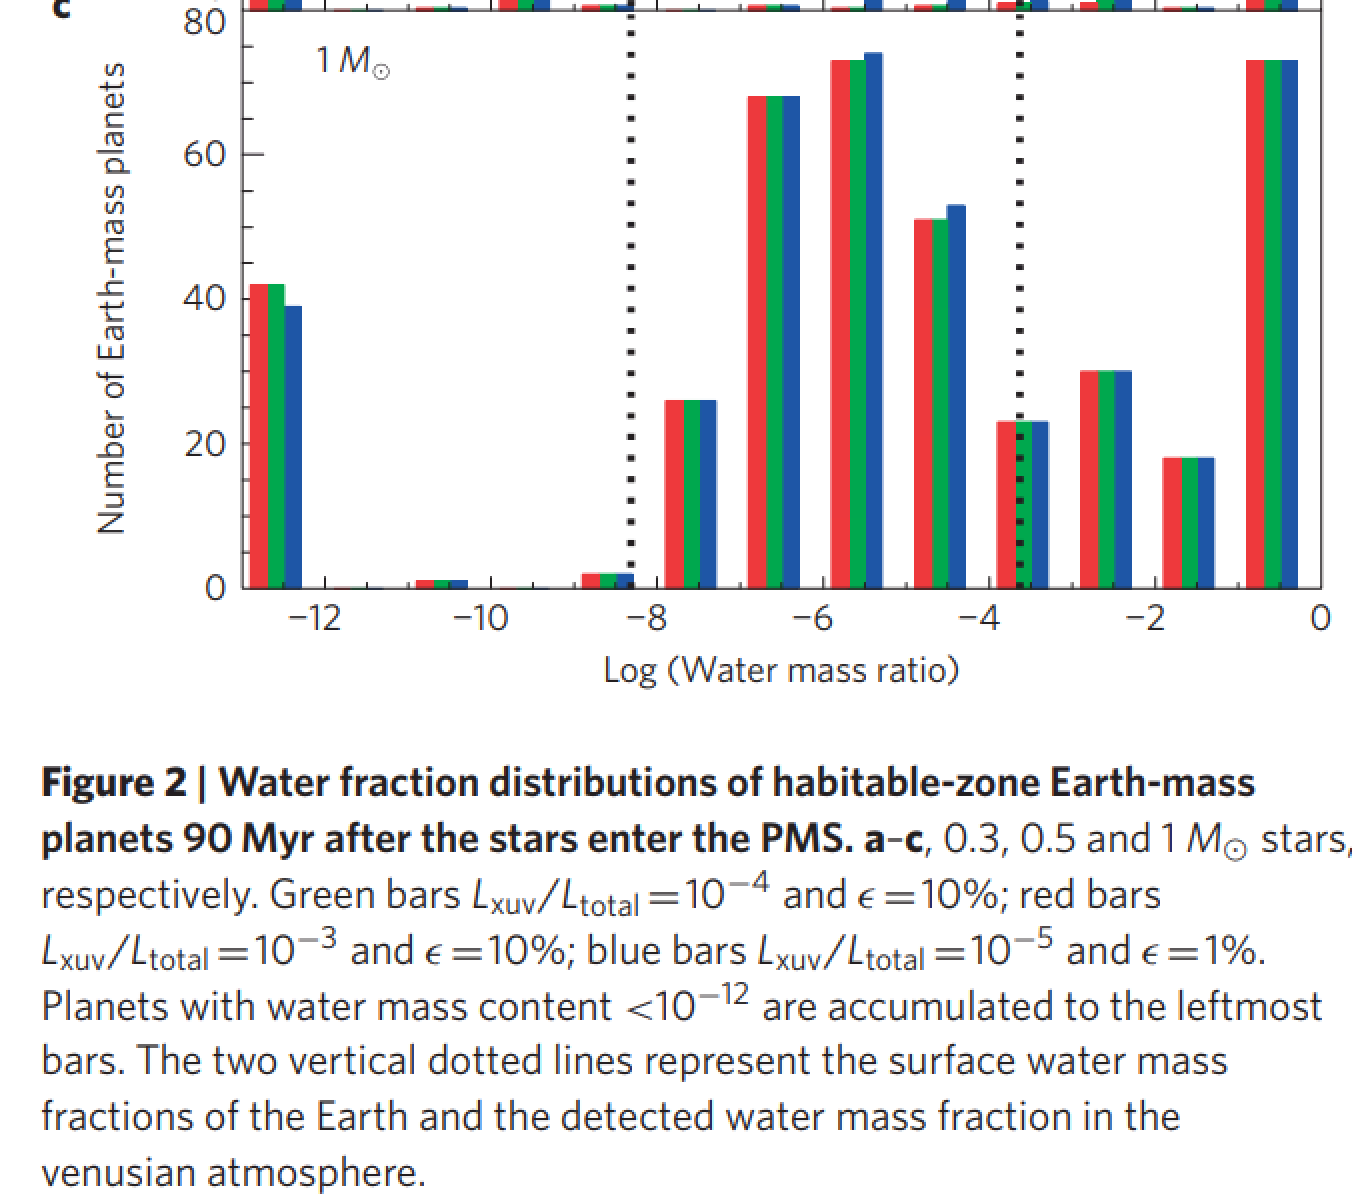 c
80
1 M☉
60
40
20
0
Number of Earth-mass planets
−12 −10 −8 −6 −4 −2 0
Log (Water mass ratio)
Figure 2 | Water fraction distributions of habitable-zone Earth-mass
planets 90 Myr after the stars enter the PMS. a–c, 0.3, 0.5 and 1 M☉ stars,
respectively. Green bars Lxuv/Ltotal = 10⁻⁴ and ϵ = 10%; red bars
Lxuv/Ltotal = 10⁻³ and ϵ = 10%; blue bars Lxuv/Ltotal = 10⁻⁵ and ϵ = 1%.
Planets with water mass content <10⁻¹² are accumulated to the leftmost
bars. The two vertical dotted lines represent the surface water mass
fractions of the Earth and the detected water mass fraction in the
venusian atmosphere.